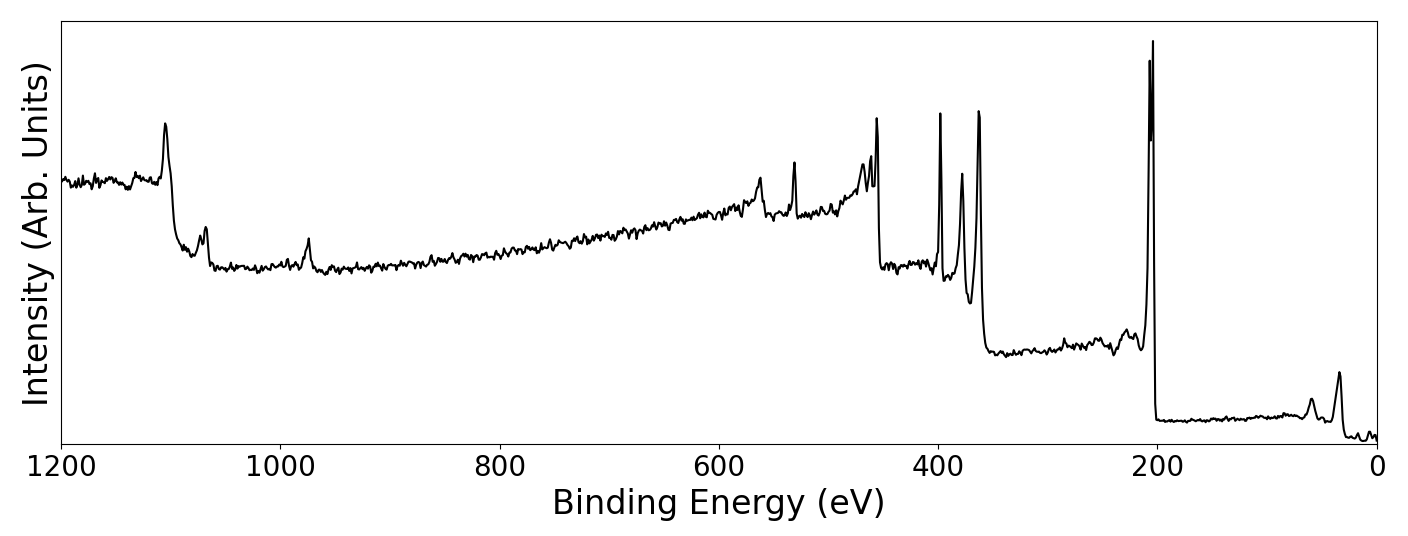 Intensity (Arb. Units)
1200 1000 800 600 400 200 0
Binding Energy (eV)